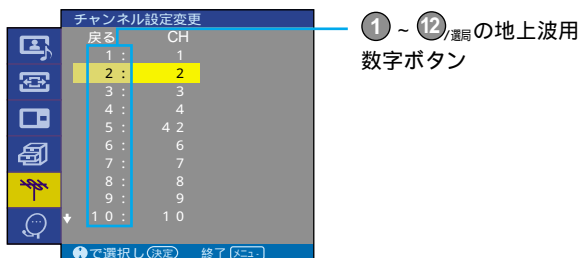 チャンネル設定変更
戻る CH
1: 1
2: 2
3: 3
4: 4
5: 42
6: 6
7: 7
8: 8
9: 9
10: 10
で選択し 決定 終了 メニュー
1 ~ 12/選局の地上波用
数字ボタン